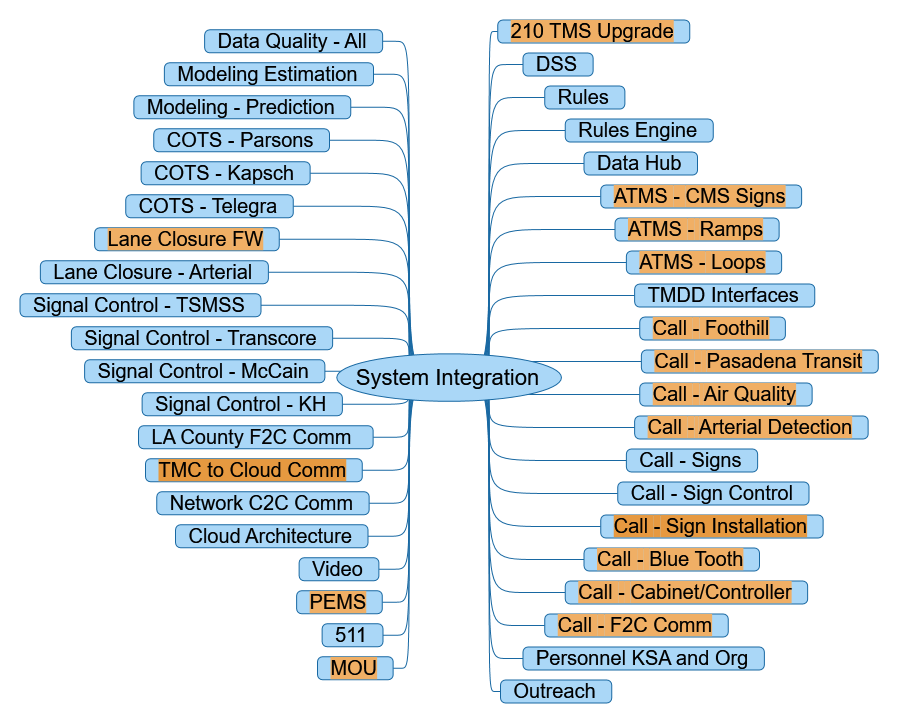 Data Quality - All
Modeling Estimation
Modeling - Prediction
COTS - Parsons
COTS - Kapsch
COTS - Telegra
Lane Closure FW
Lane Closure - Arterial
Signal Control - TSMSS
Signal Control - Transcore
Signal Control - McCain
Signal Control - KH
LA County F2C Comm
TMC to Cloud Comm
Network C2C Comm
Cloud Architecture
Video
PEMS
511
MOU
System Integration
210 TMS Upgrade
DSS
Rules
Rules Engine
Data Hub
ATMS - CMS Signs
ATMS - Ramps
ATMS - Loops
TMDD Interfaces
Call - Foothill
Call - Pasadena Transit
Call - Air Quality
Call - Arterial Detection
Call - Signs
Call - Sign Control
Call - Sign Installation
Call - Blue Tooth
Call - Cabinet/Controller
Call - F2C Comm
Personnel KSA and Org
Outreach